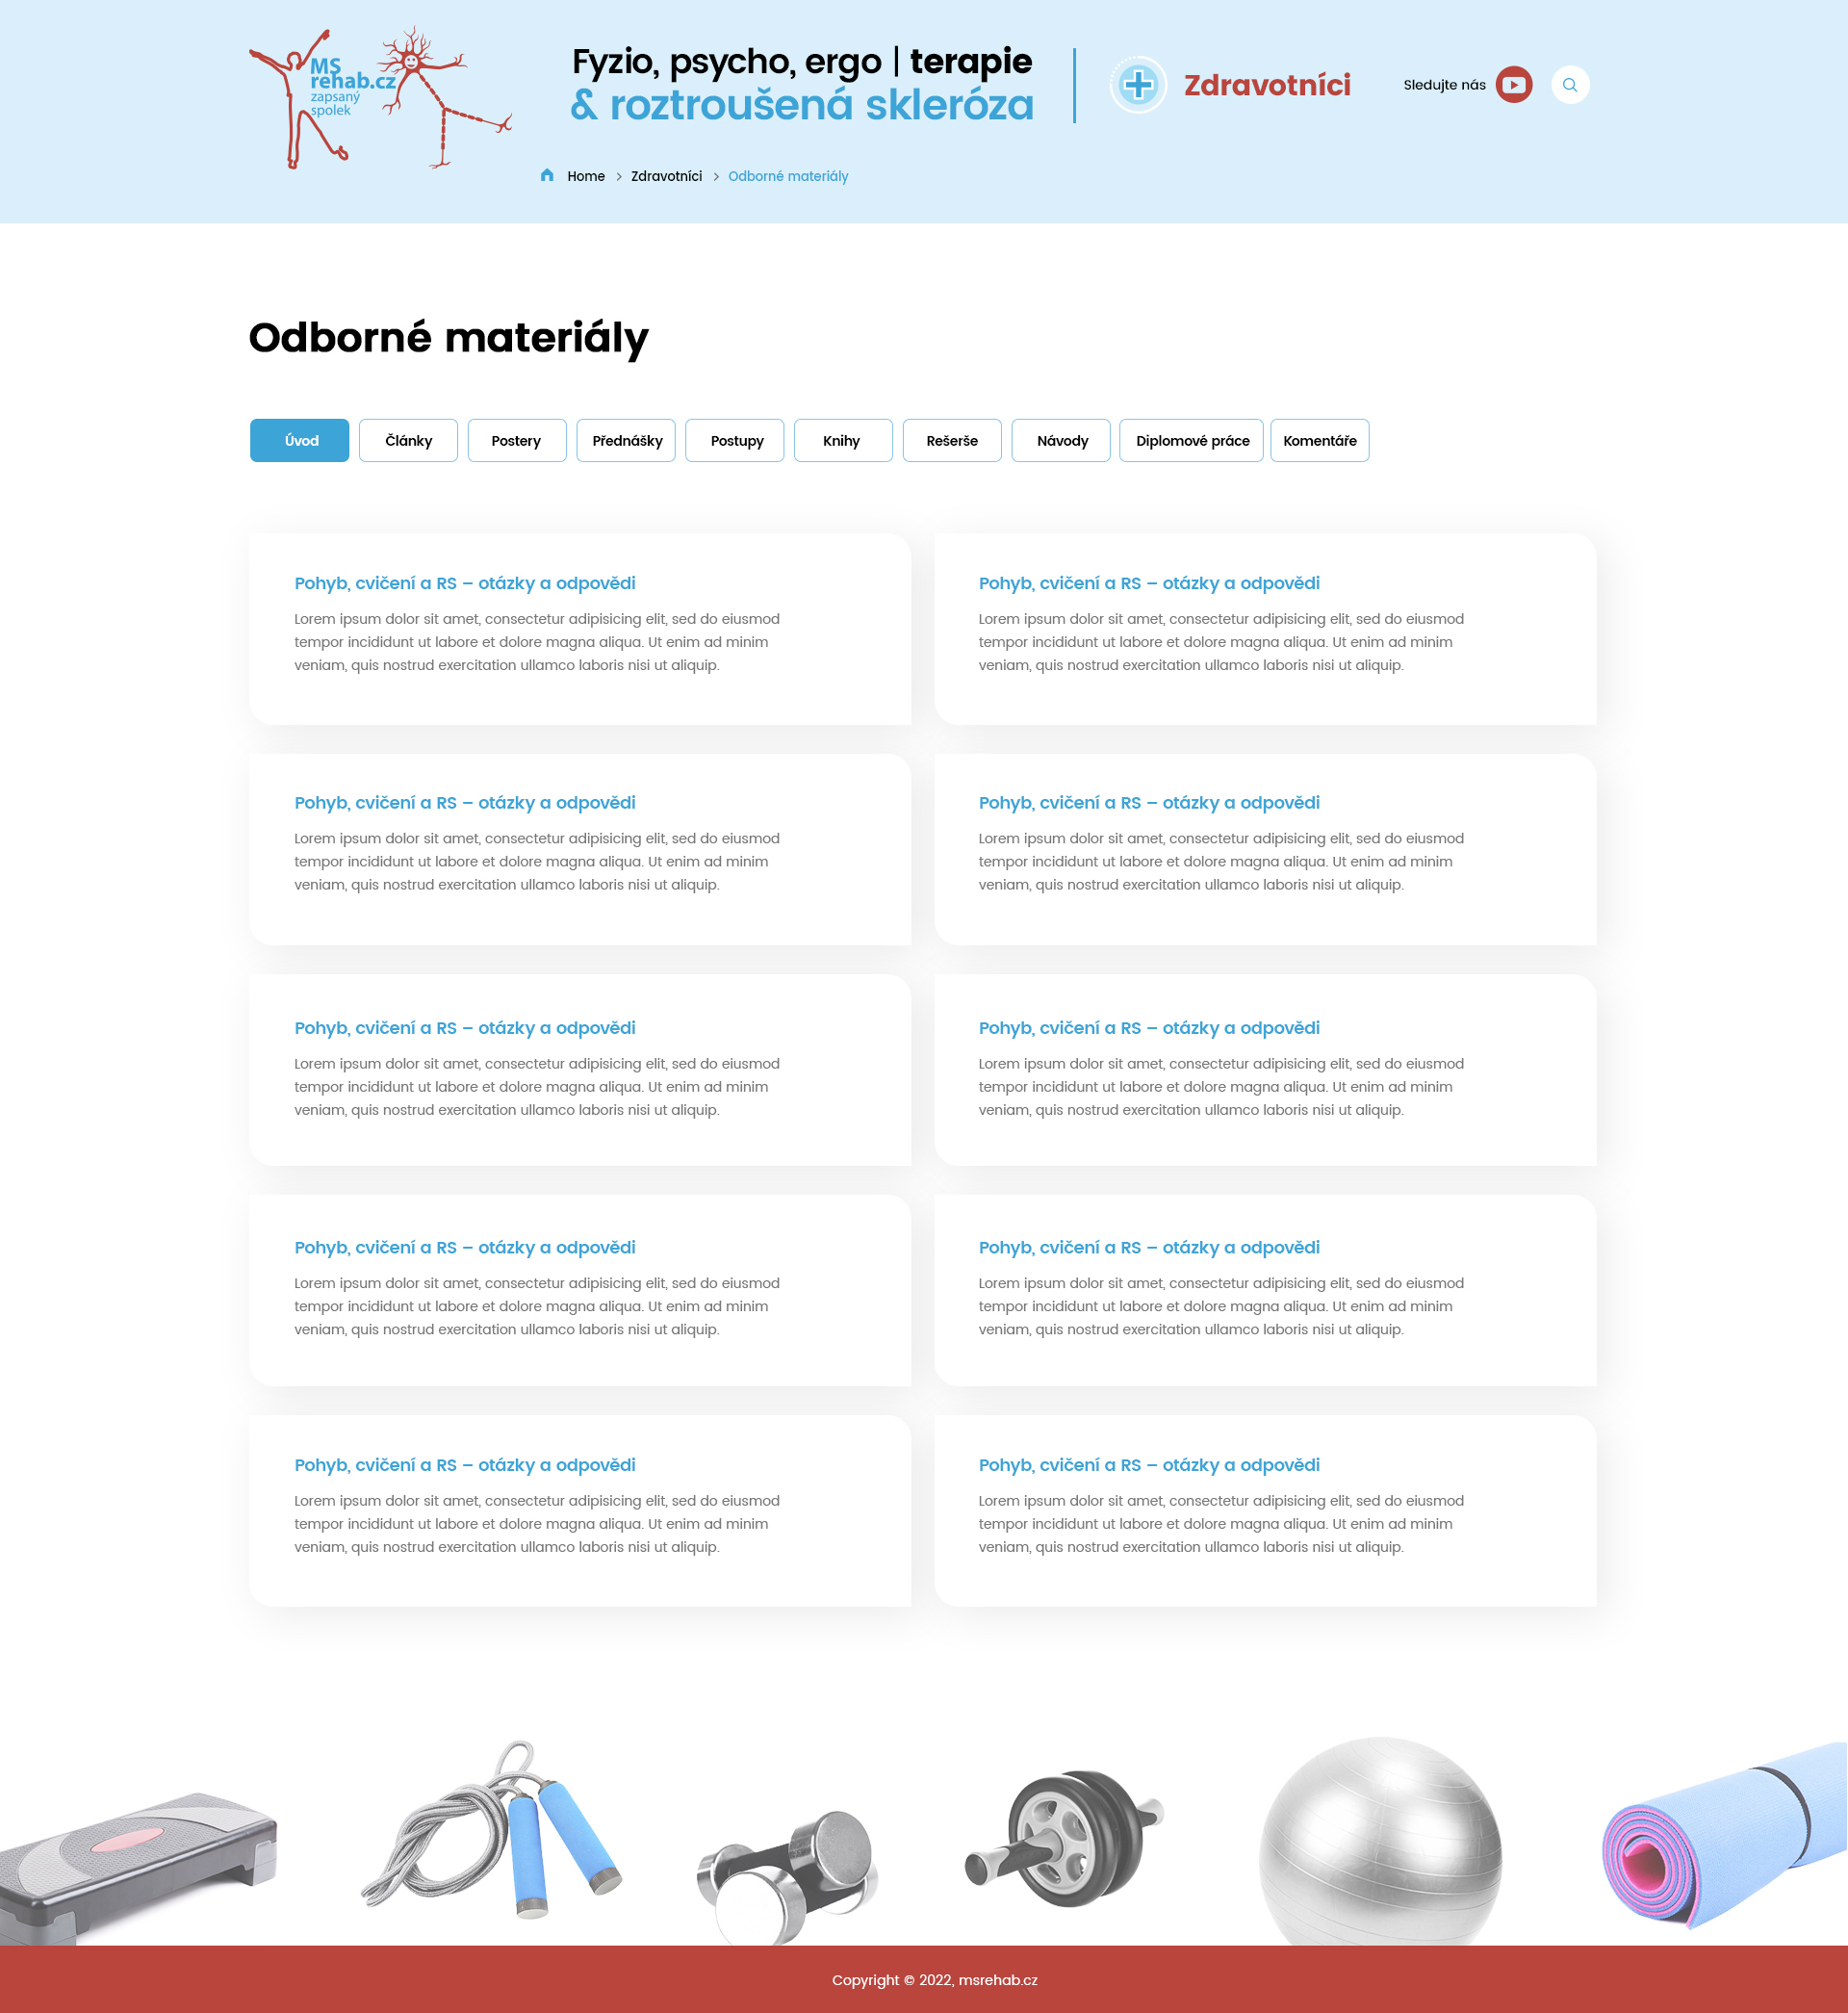 MS
rehab.cz
zapsaný
spolek
Fyzio, psycho, ergo | terapie
& roztroušená skleróza
Zdravotníci
Sledujte nás
Home > Zdravotníci > Odborné materiály
Odborné materiály
Úvod Články Postery Přednášky Postupy Knihy Rešerše Návody Diplomové práce Komentáře
Pohyb, cvičení a RS – otázky a odpovědi
Lorem ipsum dolor sit amet, consectetur adipisicing elit, sed do eiusmod
tempor incididunt ut labore et dolore magna aliqua. Ut enim ad minim
veniam, quis nostrud exercitation ullamco laboris nisi ut aliquip.
Pohyb, cvičení a RS – otázky a odpovědi
Lorem ipsum dolor sit amet, consectetur adipisicing elit, sed do eiusmod
tempor incididunt ut labore et dolore magna aliqua. Ut enim ad minim
veniam, quis nostrud exercitation ullamco laboris nisi ut aliquip.
Pohyb, cvičení a RS – otázky a odpovědi
Lorem ipsum dolor sit amet, consectetur adipisicing elit, sed do eiusmod
tempor incididunt ut labore et dolore magna aliqua. Ut enim ad minim
veniam, quis nostrud exercitation ullamco laboris nisi ut aliquip.
Pohyb, cvičení a RS – otázky a odpovědi
Lorem ipsum dolor sit amet, consectetur adipisicing elit, sed do eiusmod
tempor incididunt ut labore et dolore magna aliqua. Ut enim ad minim
veniam, quis nostrud exercitation ullamco laboris nisi ut aliquip.
Pohyb, cvičení a RS – otázky a odpovědi
Lorem ipsum dolor sit amet, consectetur adipisicing elit, sed do eiusmod
tempor incididunt ut labore et dolore magna aliqua. Ut enim ad minim
veniam, quis nostrud exercitation ullamco laboris nisi ut aliquip.
Pohyb, cvičení a RS – otázky a odpovědi
Lorem ipsum dolor sit amet, consectetur adipisicing elit, sed do eiusmod
tempor incididunt ut labore et dolore magna aliqua. Ut enim ad minim
veniam, quis nostrud exercitation ullamco laboris nisi ut aliquip.
Pohyb, cvičení a RS – otázky a odpovědi
Lorem ipsum dolor sit amet, consectetur adipisicing elit, sed do eiusmod
tempor incididunt ut labore et dolore magna aliqua. Ut enim ad minim
veniam, quis nostrud exercitation ullamco laboris nisi ut aliquip.
Pohyb, cvičení a RS – otázky a odpovědi
Lorem ipsum dolor sit amet, consectetur adipisicing elit, sed do eiusmod
tempor incididunt ut labore et dolore magna aliqua. Ut enim ad minim
veniam, quis nostrud exercitation ullamco laboris nisi ut aliquip.
Pohyb, cvičení a RS – otázky a odpovědi
Lorem ipsum dolor sit amet, consectetur adipisicing elit, sed do eiusmod
tempor incididunt ut labore et dolore magna aliqua. Ut enim ad minim
veniam, quis nostrud exercitation ullamco laboris nisi ut aliquip.
Pohyb, cvičení a RS – otázky a odpovědi
Lorem ipsum dolor sit amet, consectetur adipisicing elit, sed do eiusmod
tempor incididunt ut labore et dolore magna aliqua. Ut enim ad minim
veniam, quis nostrud exercitation ullamco laboris nisi ut aliquip.
Copyright © 2022, msrehab.cz